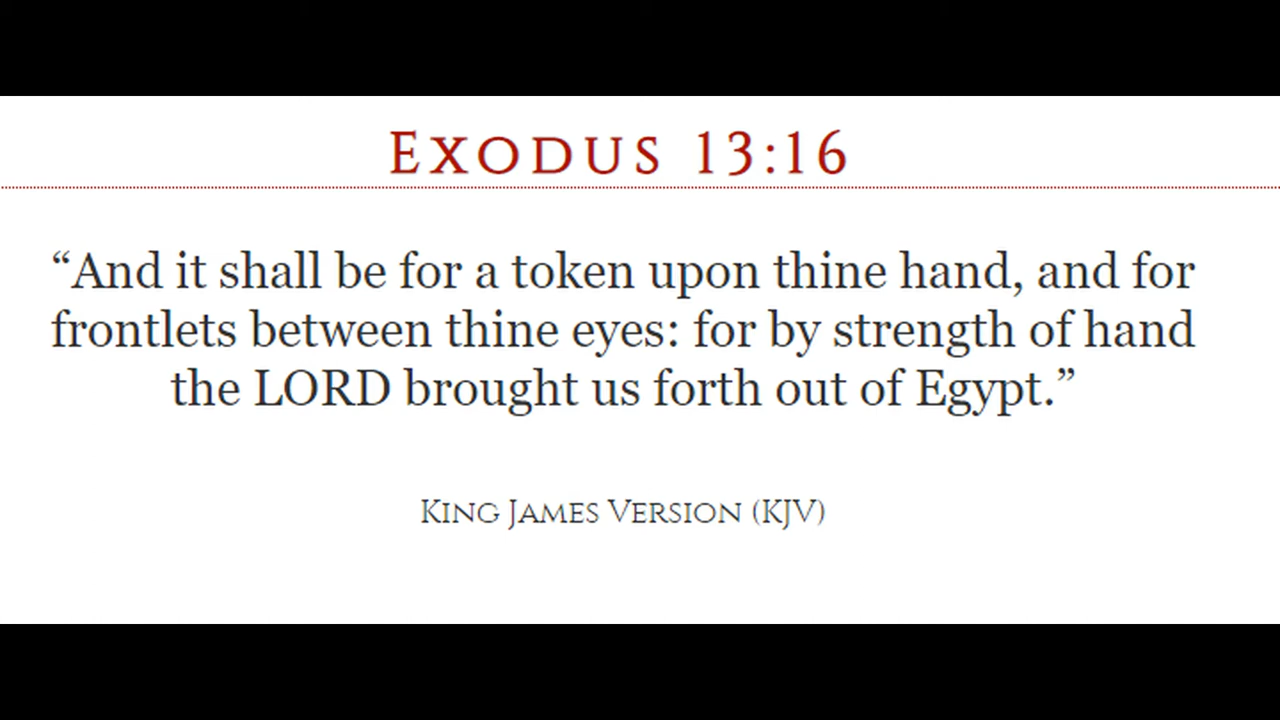 Exodus 13:16
“And it shall be for a token upon thine hand, and for
frontlets between thine eyes: for by strength of hand
the LORD brought us forth out of Egypt.”
King James Version (KJV)